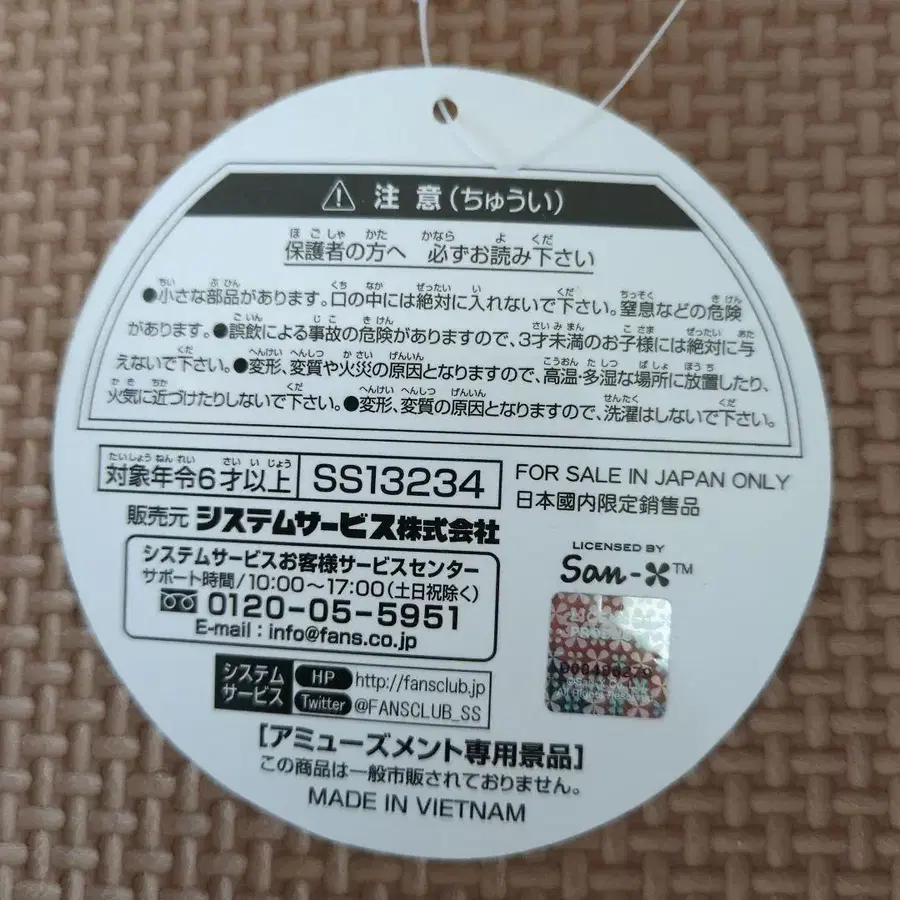 注意(ちゅうい)
保護者の方へ 必ずお読み下さい
●小さな部品があります。口の中には絶対に入れないで下さい。窒息などの危険
があります。●誤飲による事故の危険がありますので、3才未満のお子様には絶対に与
えないで下さい。●変形、変質や火災の原因となりますので、高温・多湿な場所に放置したり、
火気に近づけたりしないで下さい。●変形、変質の原因となりますので、洗濯はしないで下さい。
対象年令6才以上 SS13234 FOR SALE IN JAPAN ONLY
日本國内限定銷售品
販売元 システムサービス株式会社
システムサービスお客様サービスセンター
サポート時間/10:00〜17:00(土日祝除く)
0120-05-5951
E-mail : info@fans.co.jp
LICENSED BY
San-X™
システムサービス
HP http://fansclub.jp
Twitter @FANSCLUB_SS
[アミューズメント専用景品]
この商品は一般市販されておりません。
MADE IN VIETNAM